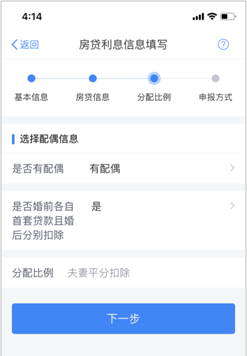 4:14
返回
房贷利息信息填写
基本信息
房贷信息
分配比例
申报方式
选择配偶信息
是否有配偶 有配偶
是否婚前各自 是
首套贷款且婚
后分别扣除
分配比例 夫妻平分扣除
下一步